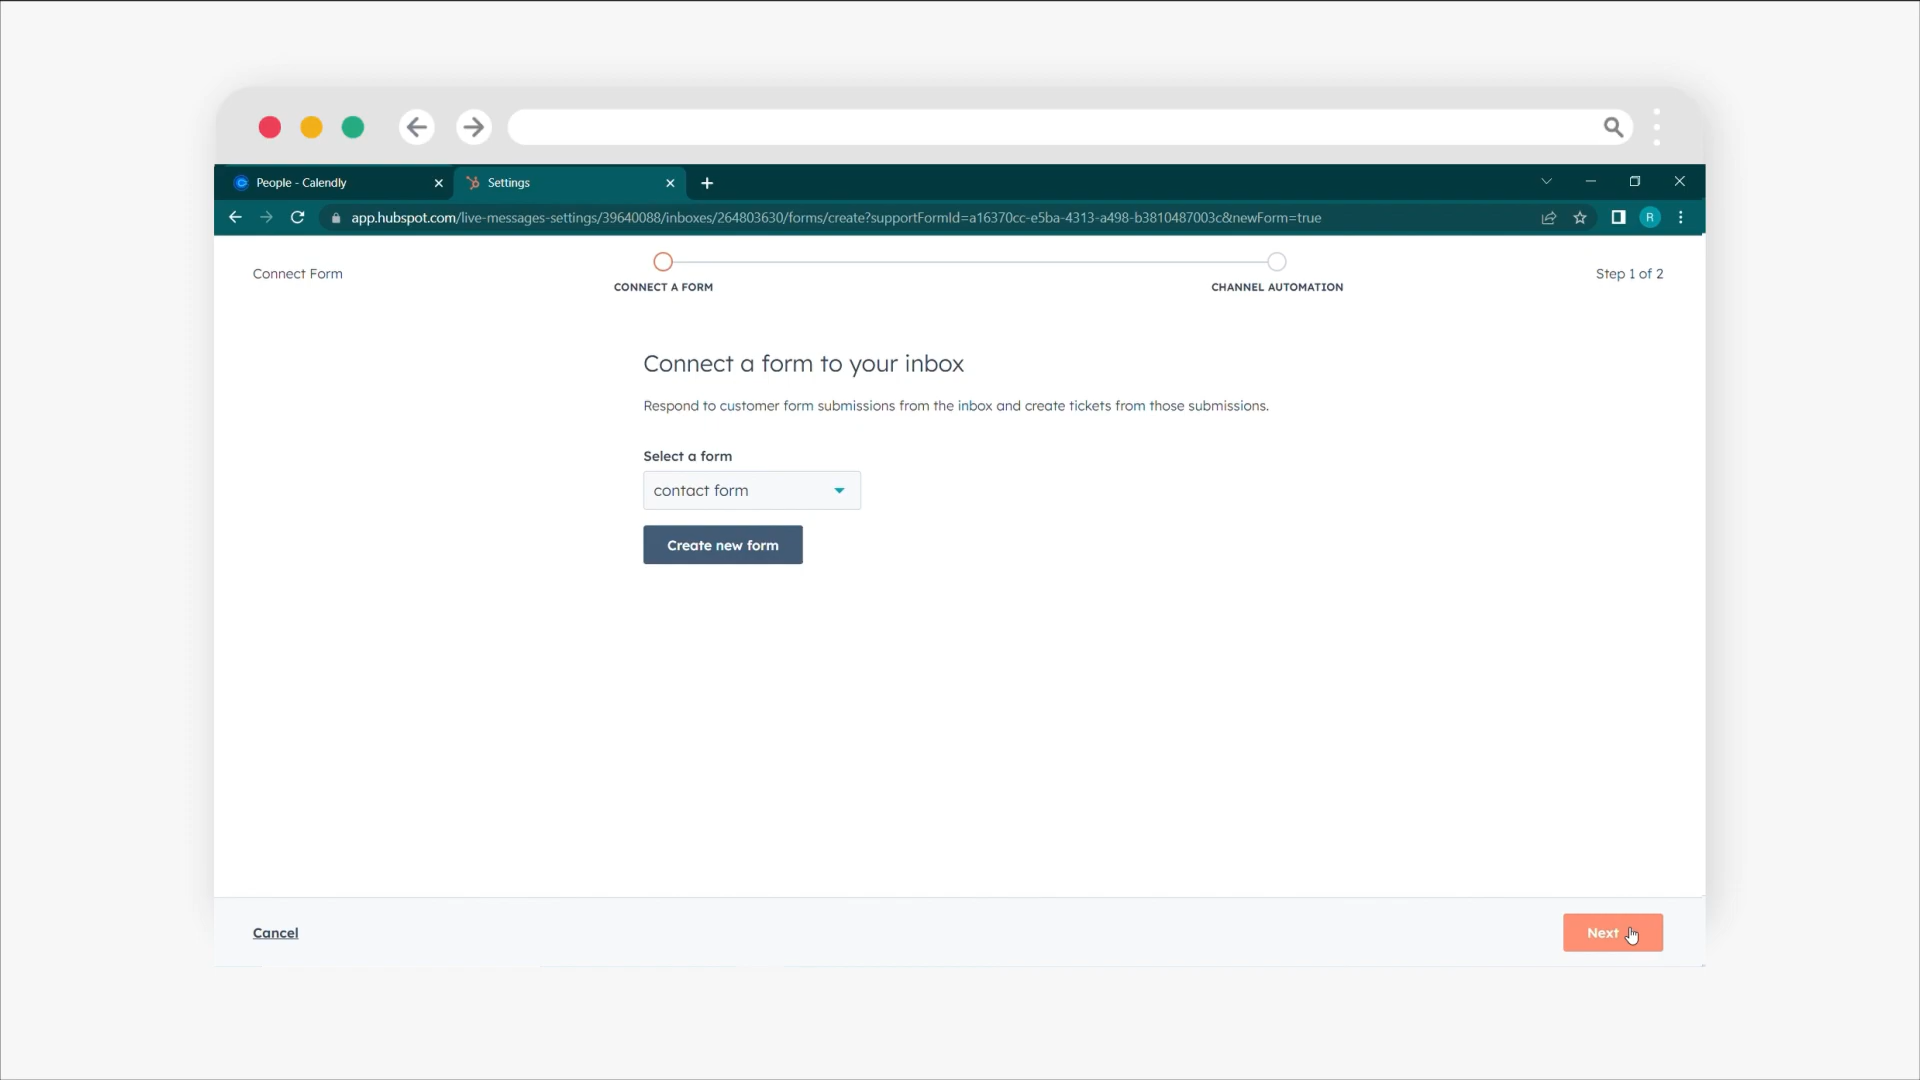 People - Calendly
Settings
app.hubspot.com/live-messages-settings/39640088/inboxes/264803630/forms/create?supportFormId=a16370cc-e5ba-4313-a498-b3810487003c&newForm=true
R
Connect Form
CONNECT A FORM
CHANNEL AUTOMATION
Step 1 of 2
Connect a form to your inbox
Respond to customer form submissions from the inbox and create tickets from those submissions.
Select a form
contact form
Create new form
Cancel
Next